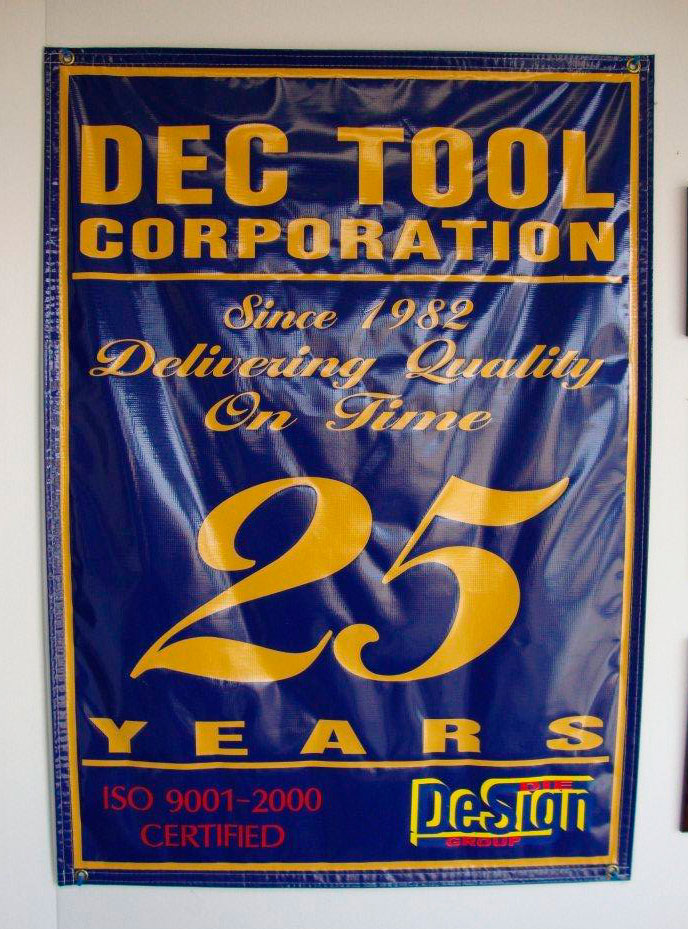 DEC TOOL
CORPORATION
Since 1982
Delivering Quality
On Time
25
YEARS
ISO 9001-2000
CERTIFIED
DIE
DeSign
GROUP